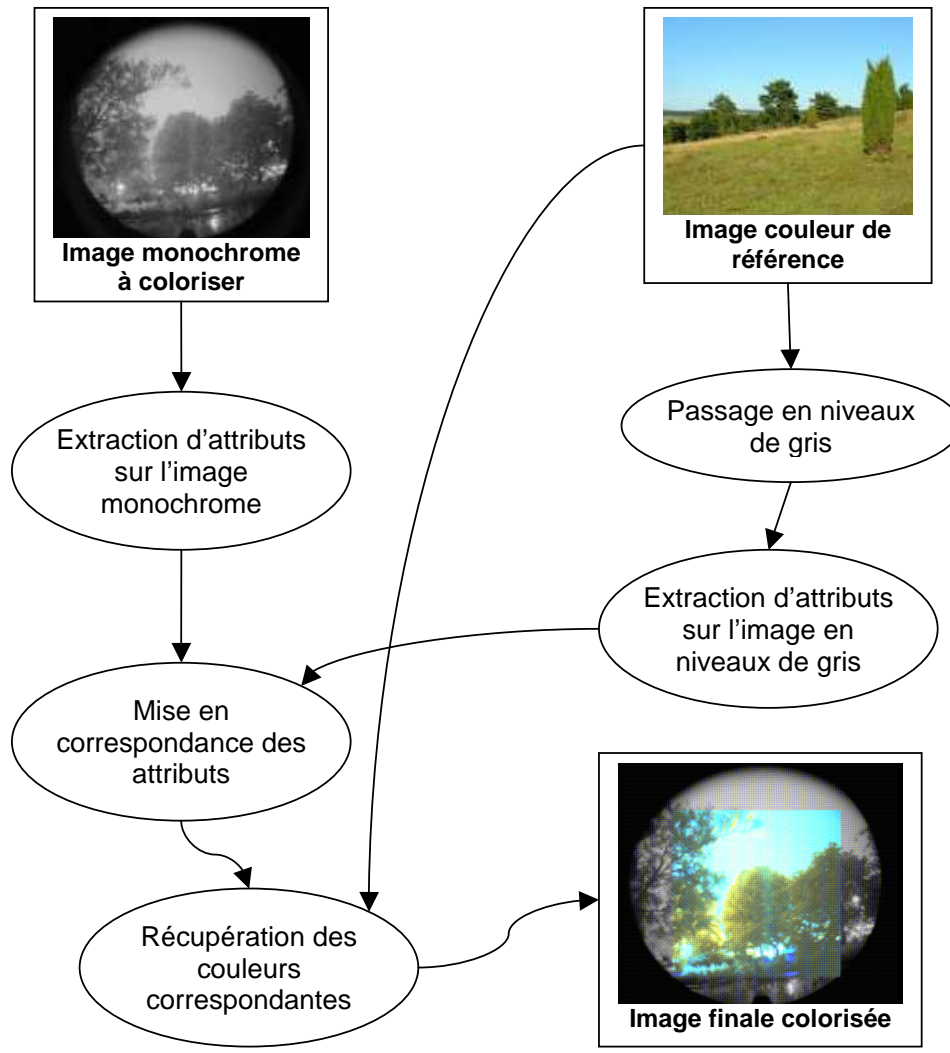 Image monochrome
à coloriser
Image couleur de
référence
Extraction d'attributs
sur l'image
monochrome
Passage en niveaux
de gris
Extraction d'attributs
sur l'image en
niveaux de gris
Mise en
correspondance des
attributs
Récupération des
couleurs
correspondantes
Image finale colorisée